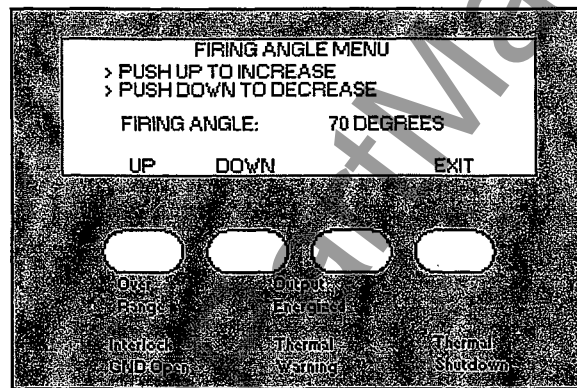 FIRING ANGLE MENU
> PUSH UP TO INCREASE
> PUSH DOWN TO DECREASE
FIRING ANGLE: 70 DEGREES
UP DOWN EXIT
Over Range
Output Energized
Interlock GND Open
Thermal Warning
Thermal Shutdown